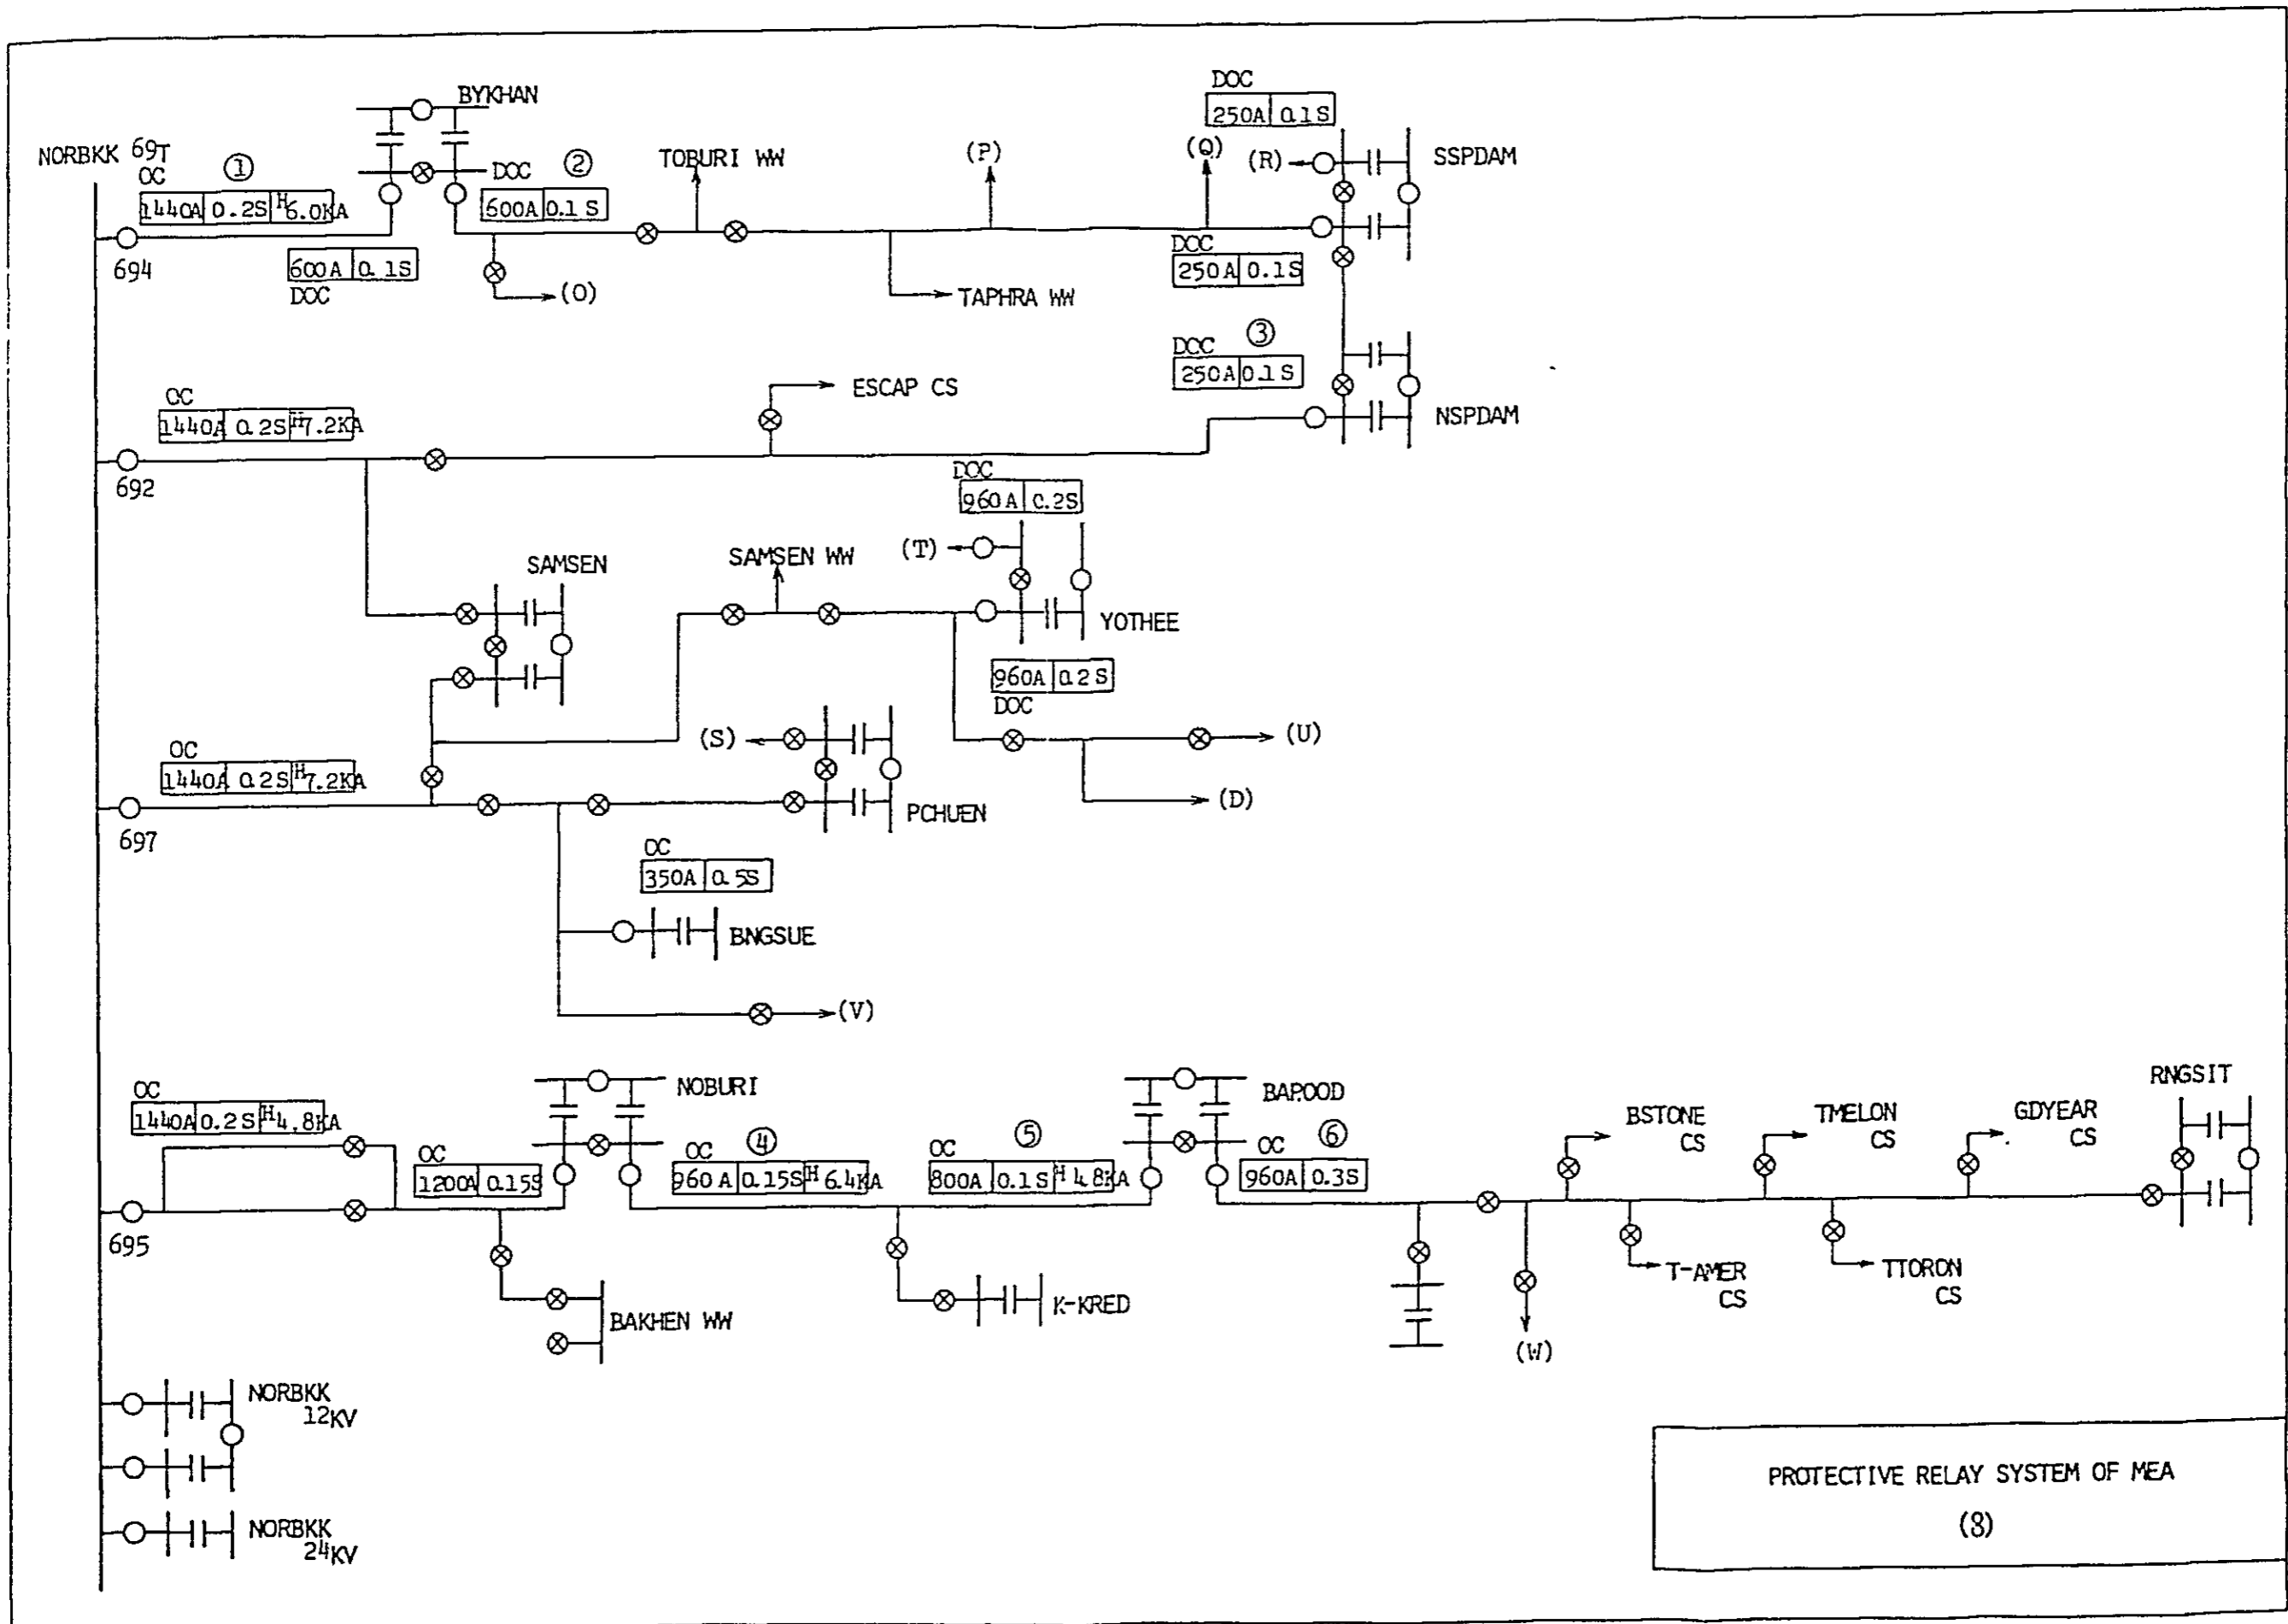 BYKHAN
NORBKK 69T
OC
①
1440A 0.2S H6.0KA
694
600A 0.1S
DOC
DOC
②
600A 0.1S
(O)
TOBURI WW
(P)
TAPHRA WW
(Q)
DOC
250A 0.1S
(R)
SSPDAM
DOC
250A 0.1S
DOC
③
250A 0.1S
NSPDAM
OC
1440A 0.2S H7.2KA
692
ESCAP CS
SAMSEN
SAMSEN WW
DOC
960A 0.2S
(T)
YOTHEE
960A 0.2S
DOC
(U)
(D)
(S)
PCHUEN
OC
1440A 0.2S H7.2KA
697
OC
350A 0.5S
BNGSUE
(V)
OC
1440A 0.2S H4.8KA
695
OC
1200A 0.15S
NOBURI
BAKHEN WW
OC
④
960A 0.15S H6.4KA
K-KRED
OC
⑤
800A 0.1S H4.8KA
BAPOOD
OC
⑥
960A 0.3S
(W)
BSTONE
CS
T-AMER
CS
TMELON
CS
TTORON
CS
GDYEAR
CS
RNGSIT
NORBKK
12KV
NORBKK
24KV
PROTECTIVE RELAY SYSTEM OF MEA
(8)